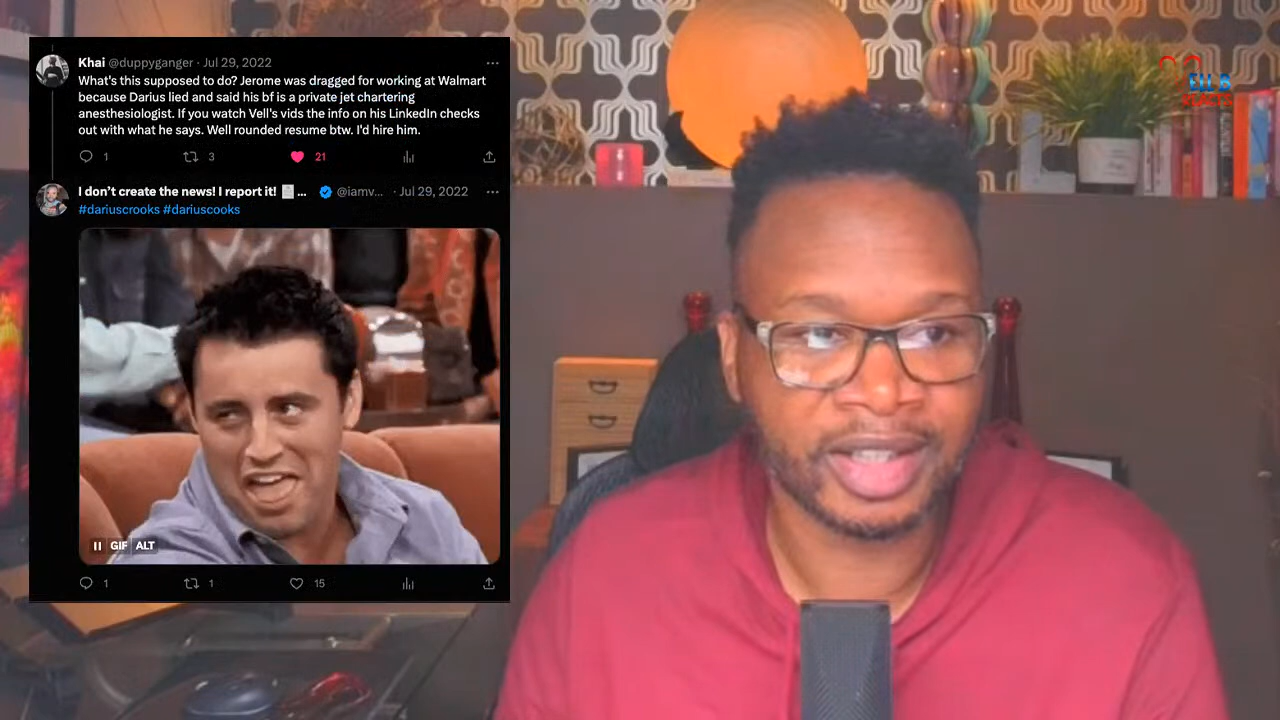 Khai @duppyganger · Jul 29, 2022
What's this supposed to do? Jerome was dragged for working at Walmart
because Darius lied and said his bf is a private jet chartering
anesthesiologist. If you watch Vell's vids the info on his LinkedIn checks
out with what he says. Well rounded resume btw. I'd hire him.
1 3 21
I don't create the news! I report it! ... @iamv... · Jul 29, 2022
#dariuscrooks #dariuscooks
GIF ALT
1 1 15
ELL B
REACTS